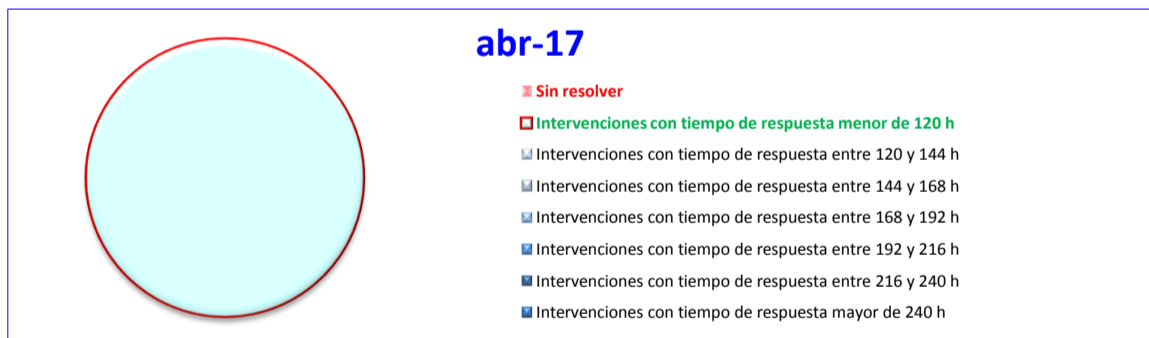 abr-17
Sin resolver
Intervenciones con tiempo de respuesta menor de 120 h
Intervenciones con tiempo de respuesta entre 120 y 144 h
Intervenciones con tiempo de respuesta entre 144 y 168 h
Intervenciones con tiempo de respuesta entre 168 y 192 h
Intervenciones con tiempo de respuesta entre 192 y 216 h
Intervenciones con tiempo de respuesta entre 216 y 240 h
Intervenciones con tiempo de respuesta mayor de 240 h